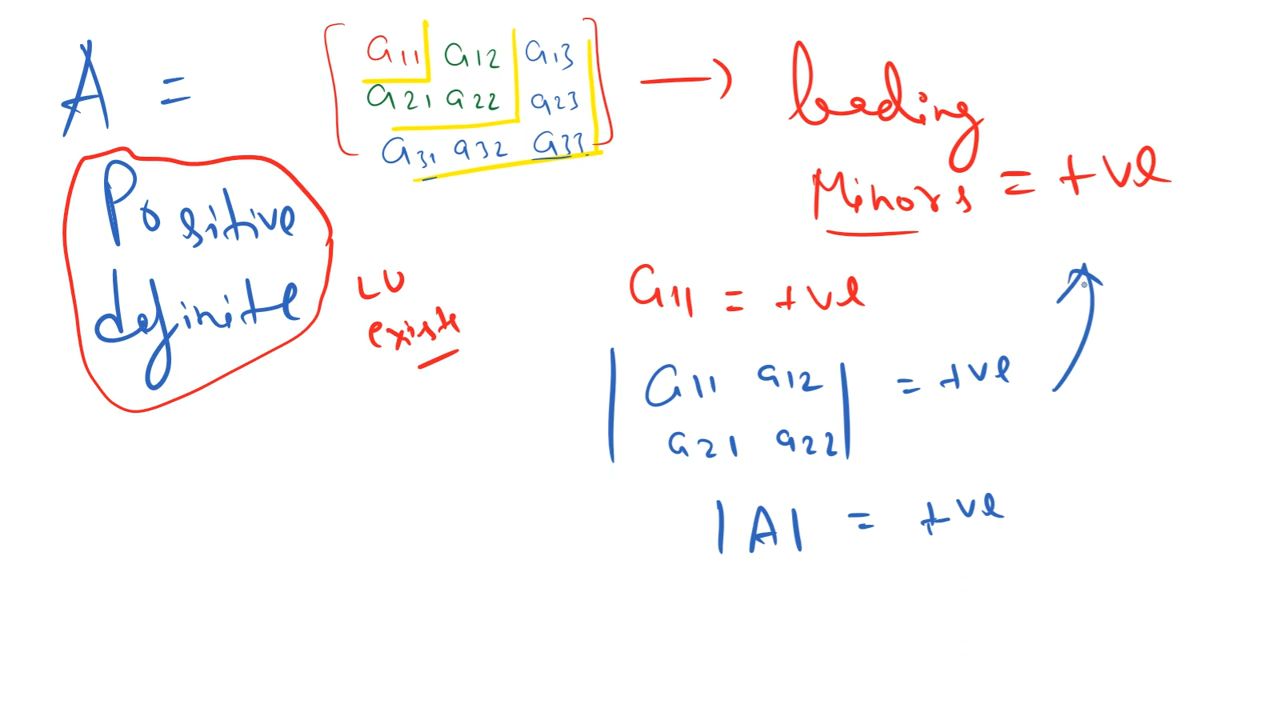 A = [ a11 a12 a13
a21 a22 a23
a31 a32 a33 ] → leading
Minors = +ve
Positive
definite
LU
exists
a11 = +ve
| a11 a12 | = +ve
a21 a22
|A| = +ve